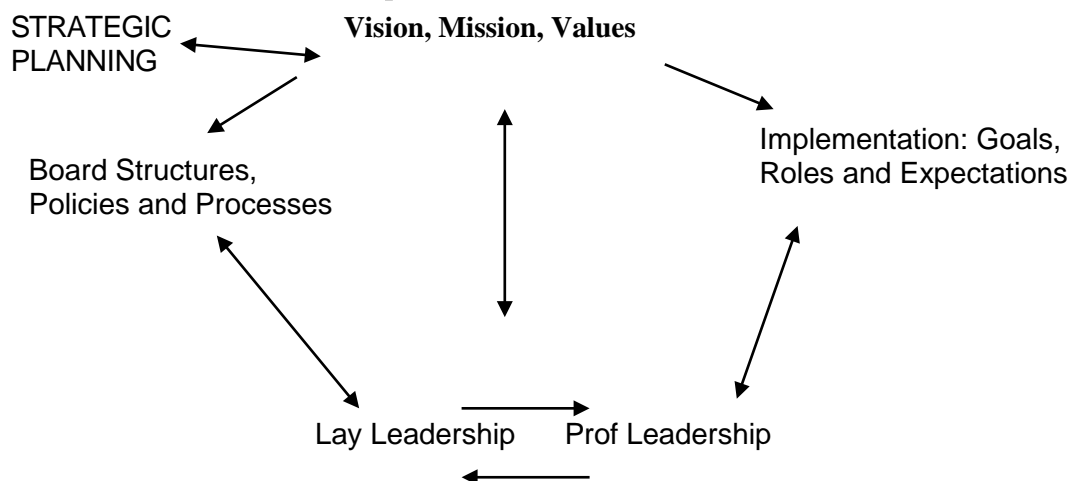 STRATEGIC
PLANNING
Vision, Mission, Values
Board Structures,
Policies and Processes
Implementation: Goals,
Roles and Expectations
Lay Leadership Prof Leadership